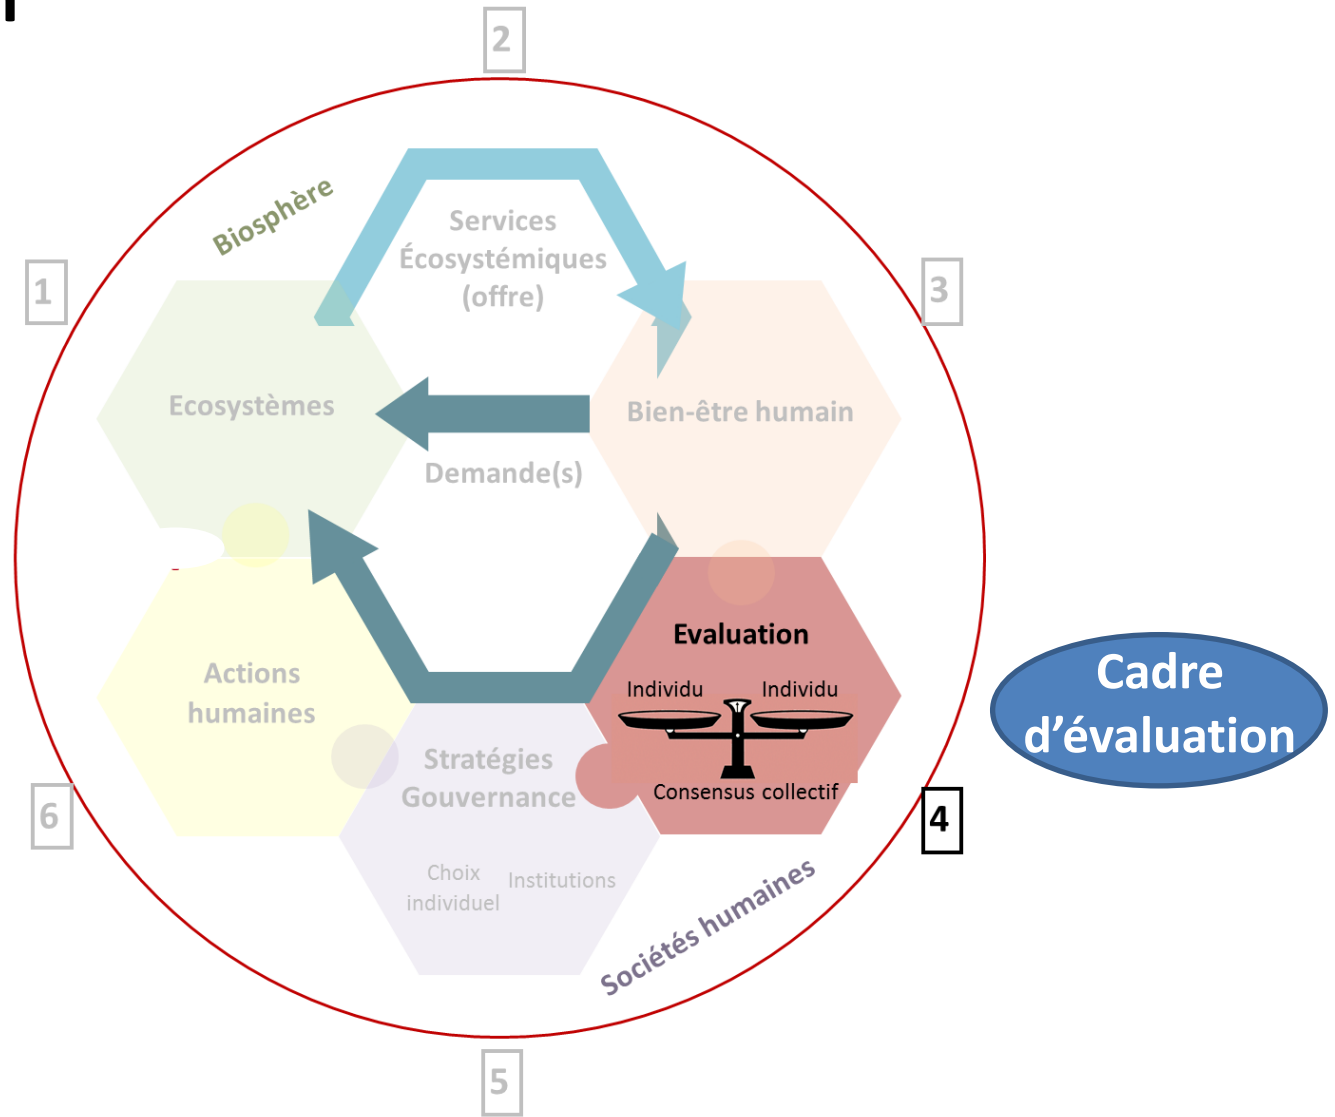 2
Biosphère
Services
Écosystémiques
(offre)
1
3
Ecosystèmes
Bien-être humain
Demande(s)
Evaluation
Individu
Individu
Consensus collectif
Cadre
d'évaluation
Actions
humaines
Stratégies
Gouvernance
6
4
Choix
individuel
Institutions
Sociétés humaines
5